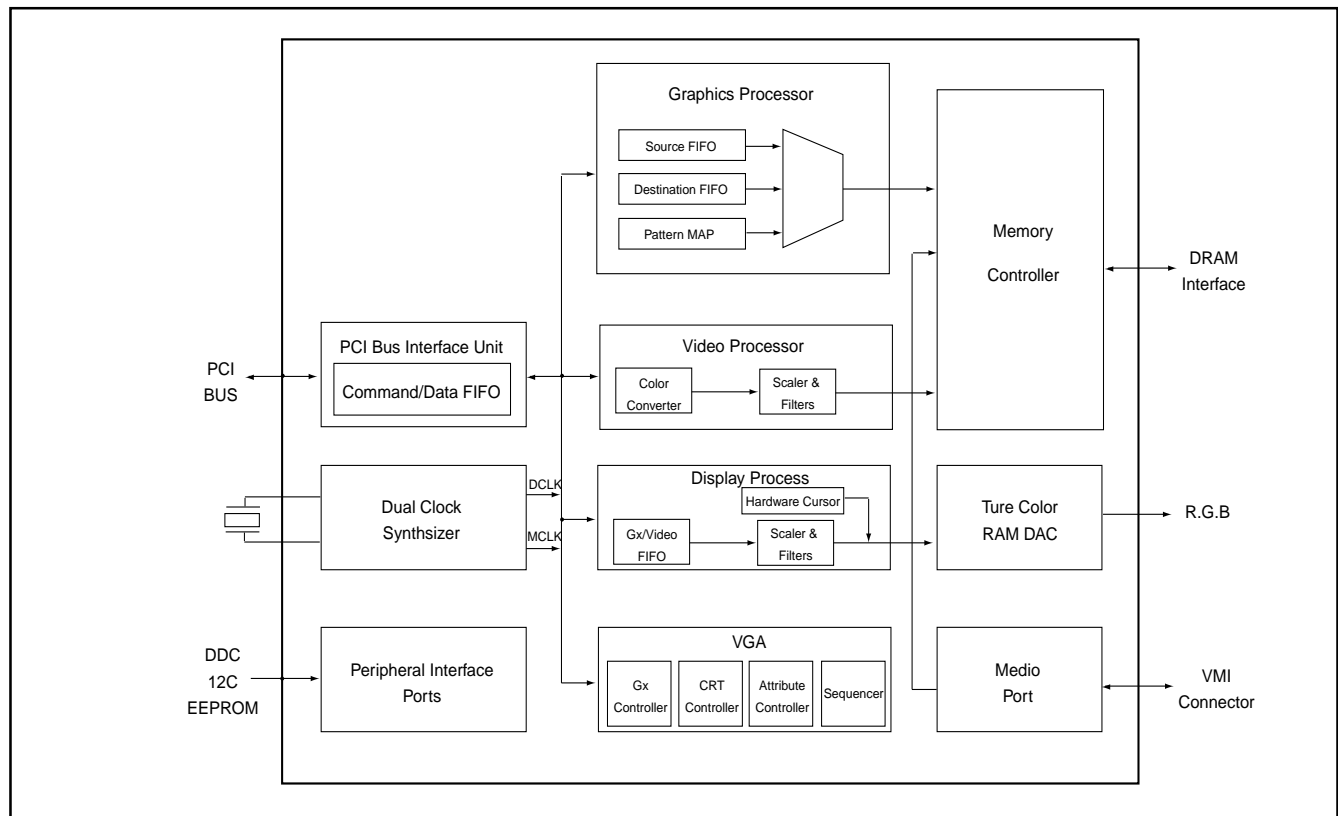 Graphics Processor
Source FIFO
Destination FIFO
Pattern MAP
Memory
Controller
DRAM
Interface
PCI
BUS
PCI Bus Interface Unit
Command/Data FIFO
Video Processor
Color
Converter
Scaler &
Filters
Dual Clock
Synthsizer
DCLK
MCLK
Display Process
Hardware Cursor
Gx/Video
FIFO
Scaler &
Filters
Ture Color
RAM DAC
R.G.B
DDC
12C
EEPROM
Peripheral Interface
Ports
VGA
Gx
Controller
CRT
Controller
Attribute
Controller
Sequencer
Medio
Port
VMI
Connector